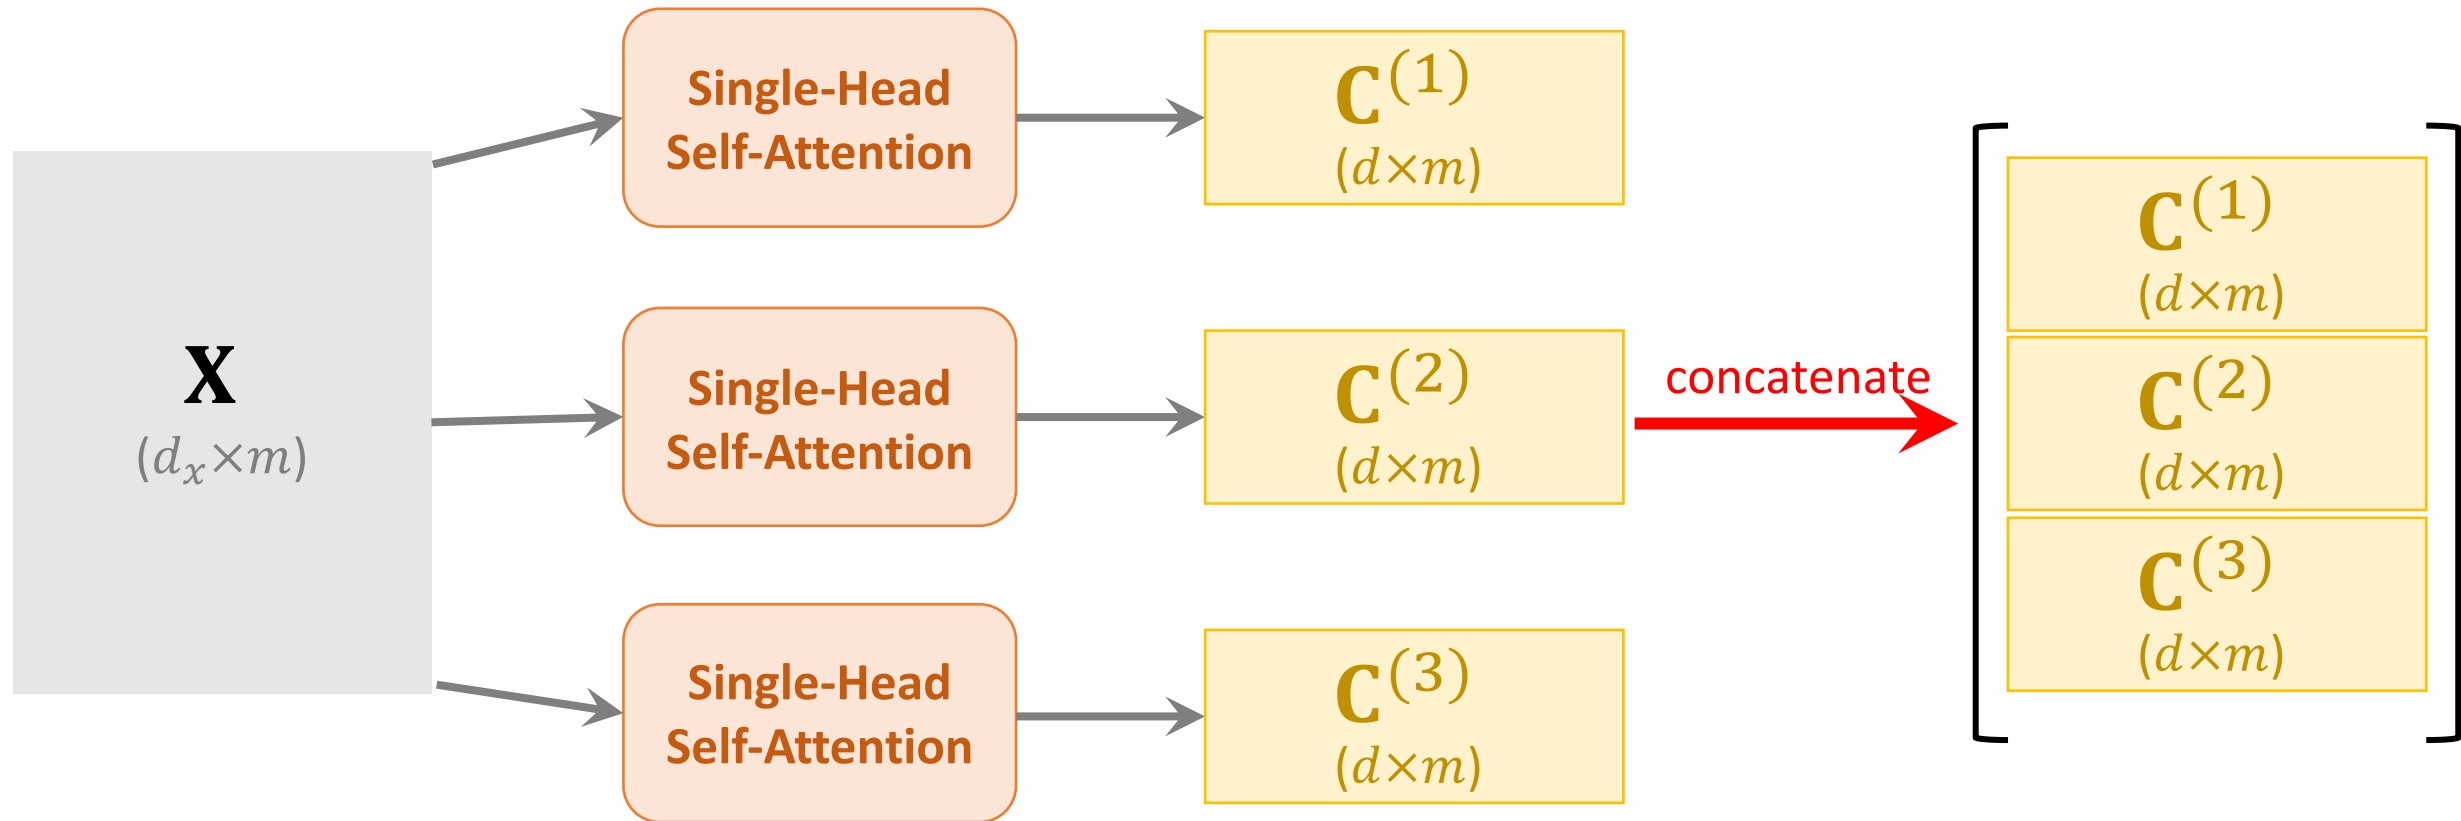 X
(dₓ×m)
Single-Head
Self-Attention
C⁽¹⁾
(d×m)
Single-Head
Self-Attention
C⁽²⁾
(d×m)
Single-Head
Self-Attention
C⁽³⁾
(d×m)
concatenate
C⁽¹⁾
(d×m)
C⁽²⁾
(d×m)
C⁽³⁾
(d×m)